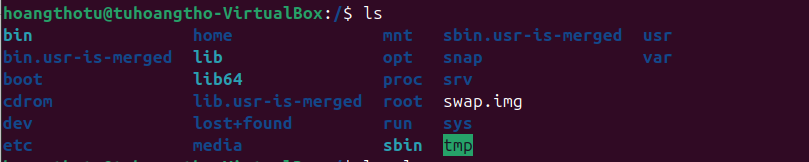 hoangthotu@tuhoangtho-VirtualBox:/$ ls
bin home mnt sbin.usr-is-merged usr
bin.usr-is-merged lib opt snap var
boot lib64 proc srv
cdrom lib.usr-is-merged root swap.img
dev lost+found run sys
etc media sbin tmp